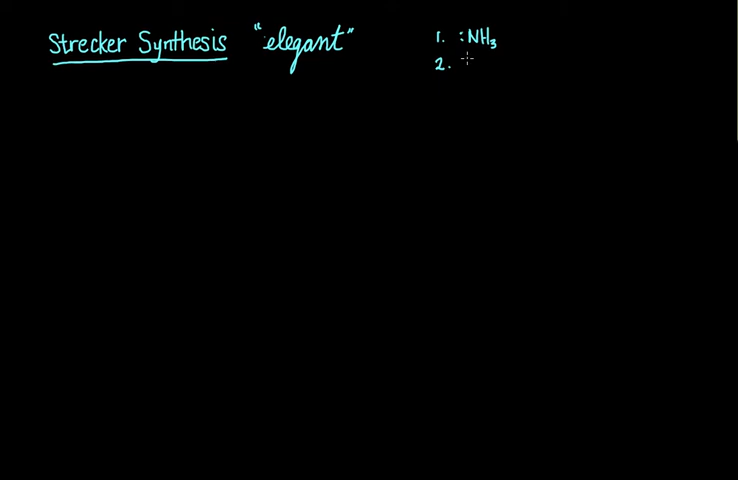 Strecker Synthesis "elegant"
1. :NH₃
2.